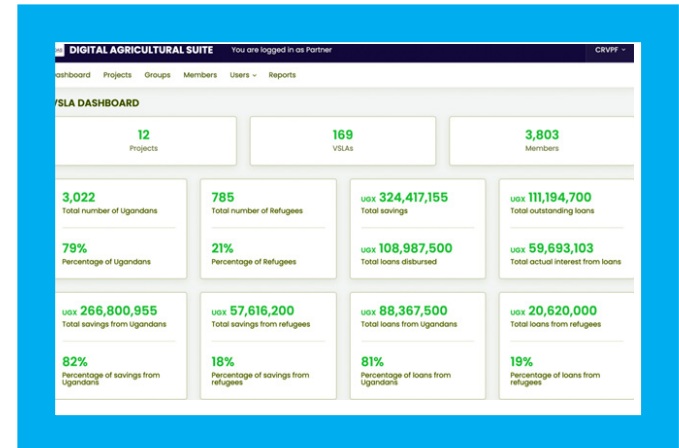 DIGITAL AGRICULTURAL SUITE You are logged in as Partner CRVPF
ashboard Projects Groups Members Users Reports
VSLA DASHBOARD
12 169 3,803
Projects VSLAs Members
3,022 785 UGX 324,417,155 UGX 111,194,700
Total number of Ugandans Total number of Refugees Total savings Total outstanding loans
79% 21% UGX 108,987,500 UGX 59,693,103
Percentage of Ugandans Percentage of Refugees Total loans disbursed Total actual interest from loans
UGX 266,800,955 UGX 57,616,200 UGX 88,367,500 UGX 20,620,000
Total savings from Ugandans Total savings from refugees Total loans from Ugandans Total loans from refugees
82% 18% 81% 19%
Percentage of savings from Percentage of savings from Percentage of loans from Percentage of loans from
Ugandans refugees Ugandans refugees